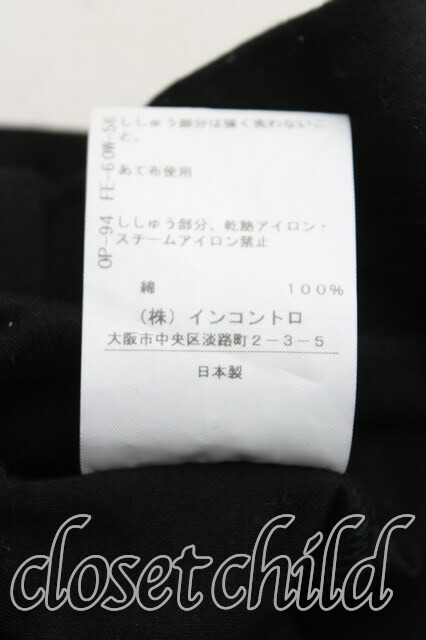 ししゅう部分は強く洗わないこ
と。
あて布使用
ししゅう部分、乾熱アイロン・
スチームアイロン禁止
綿 100%
(株) インコントロ
大阪市中央区淡路町2-3-5
日本製
OP-94 FE-60W-56
closet child